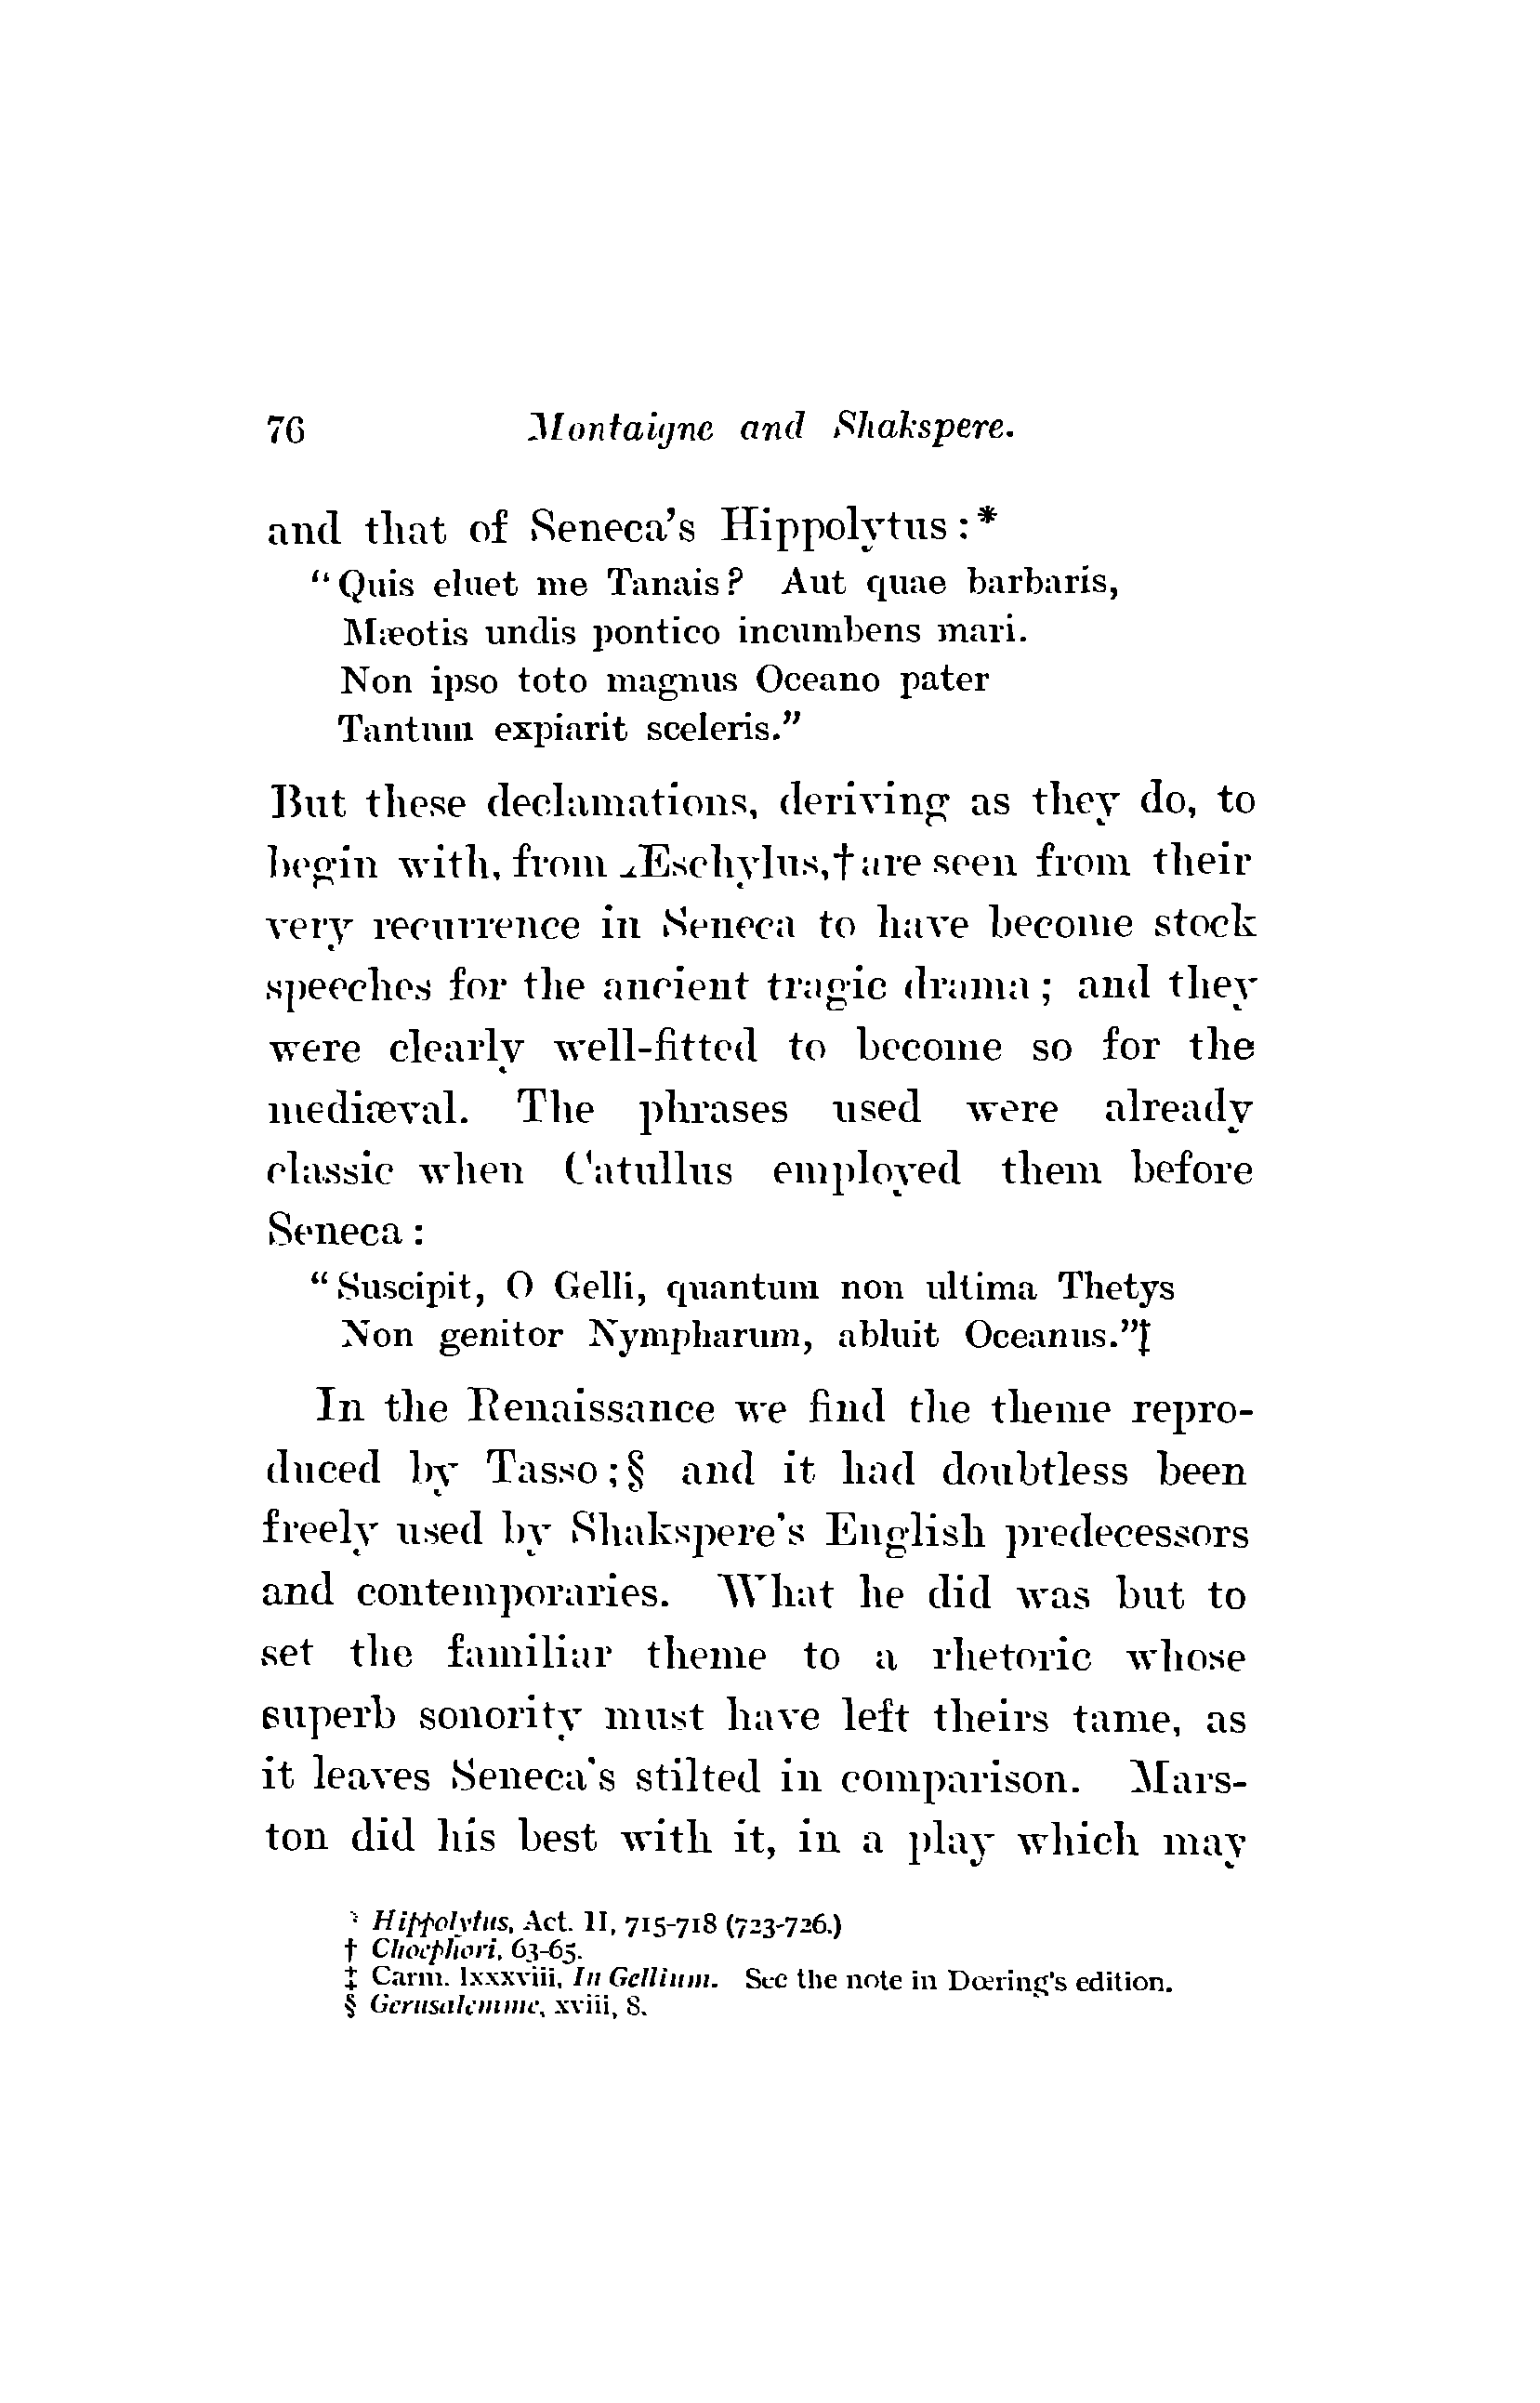 76 Montaigne and Shakspere.
and that of Seneca's Hippolytus:*
"Quis eluet me Tanais? Aut quae barbaris,
Mæotis undis pontico incumbens mari.
Non ipso toto magnus Oceano pater
Tantum expiarit sceleris."
But these declamations, deriving as they do, to
begin with, from Æschylus,† are seen from their
very recurrence in Seneca to have become stock
speeches for the ancient tragic drama; and they
were clearly well-fitted to become so for the
mediæval. The phrases used were already
classic when Catullus employed them before
Seneca:
"Suscipit, O Gelli, quantum non ultima Thetys
Non genitor Nympharum, abluit Oceanus."‡
In the Renaissance we find the theme repro-
duced by Tasso;§ and it had doubtless been
freely used by Shakspere's English predecessors
and contemporaries. What he did was but to
set the familiar theme to a rhetoric whose
superb sonority must have left theirs tame, as
it leaves Seneca's stilted in comparison. Mars-
ton did his best with it, in a play which may
* Hippolytus, Act. II, 715-718 (723-726.)
† Choephori, 63-65.
‡ Carm. lxxxviii, In Gellium. See the note in Dœring's edition.
§ Gerusalemme, xviii, 8.